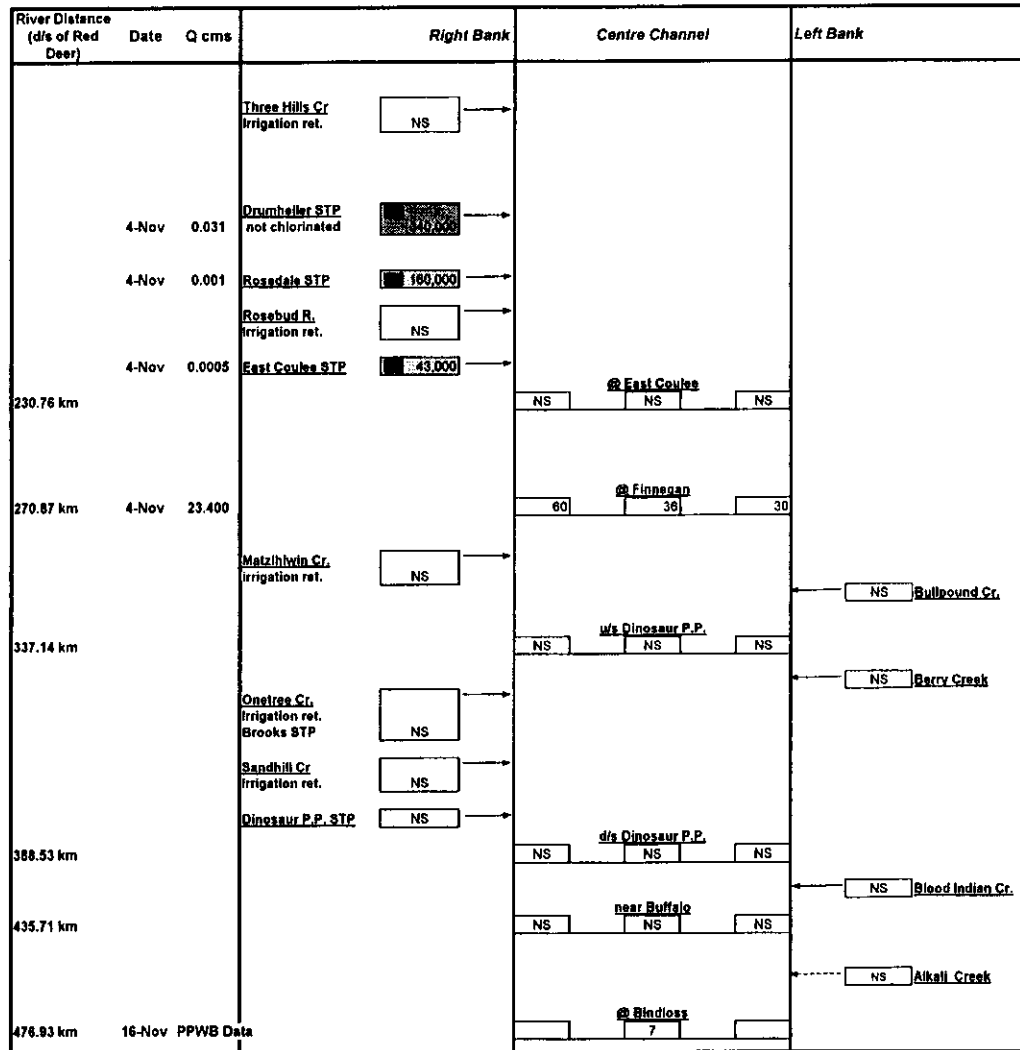 River Distance (d/s of Red Deer) Date Q cms Right Bank Centre Channel Left Bank
Three Hills Cr
Irrigation ret. NS
Drumheller STP
4-Nov 0.031 not chlorinated
4-Nov 0.001 Rosedale STP 160,000
Rosebud R.
Irrigation ret. NS
4-Nov 0.0005 East Coulee STP 43,000
@ East Coulee
230.76 km NS NS NS
@ Finnegan
270.87 km 4-Nov 23.400 60 36 30
Matzihiwin Cr.
irrigation ret. NS
NS Bullpound Cr.
u/s Dinosaur P.P.
337.14 km NS NS NS
NS Berry Creek
Onetree Cr.
Irrigation ret.
Brooks STP NS
Sandhill Cr
Irrigation ret. NS
Dinosaur P.P. STP NS
d/s Dinosaur P.P.
388.53 km NS NS NS
NS Blood Indian Cr.
near Buffalo
435.71 km NS NS NS
NS Alkali Creek
@ Bindloss
476.93 km 16-Nov PPWB Data 7